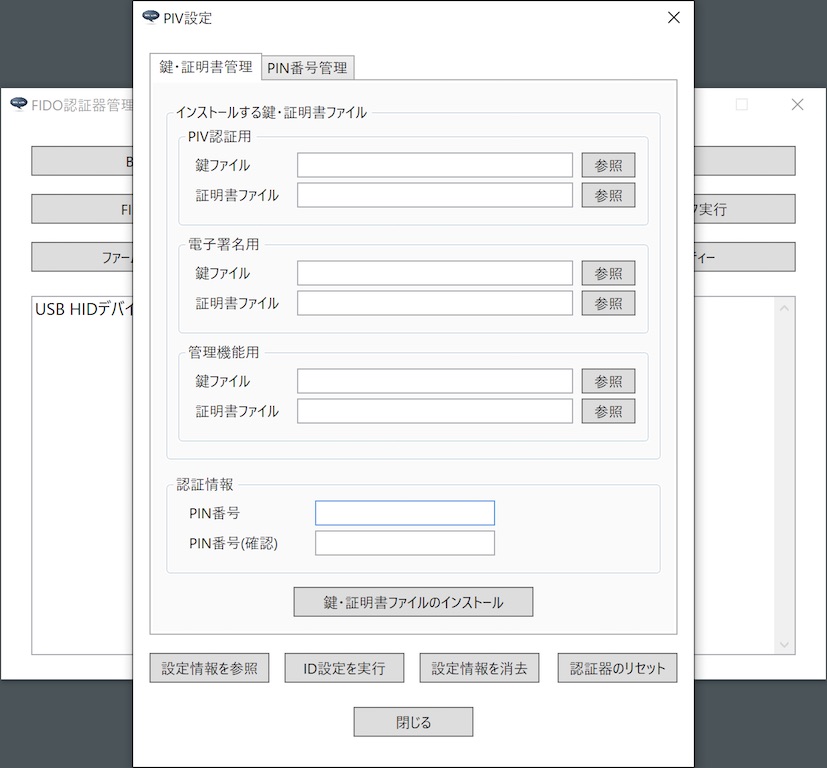 PIV設定
鍵・証明書管理
PIN番号管理
インストールする鍵・証明書ファイル
PIV認証用
鍵ファイル
参照
証明書ファイル
参照
電子署名用
鍵ファイル
参照
証明書ファイル
参照
管理機能用
鍵ファイル
参照
証明書ファイル
参照
認証情報
PIN番号
PIN番号(確認)
鍵・証明書ファイルのインストール
設定情報を参照
ID設定を実行
設定情報を消去
認証器のリセット
閉じる
FIDO認証器管理
実行
USB HIDデバイ